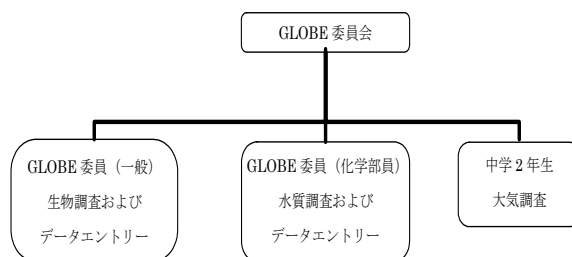 GLOBE 委員会
GLOBE 委員（一般）
生物調査および
データエントリー
GLOBE 委員（化学部員）
水質調査および
データエントリー
中学２年生
大気調査